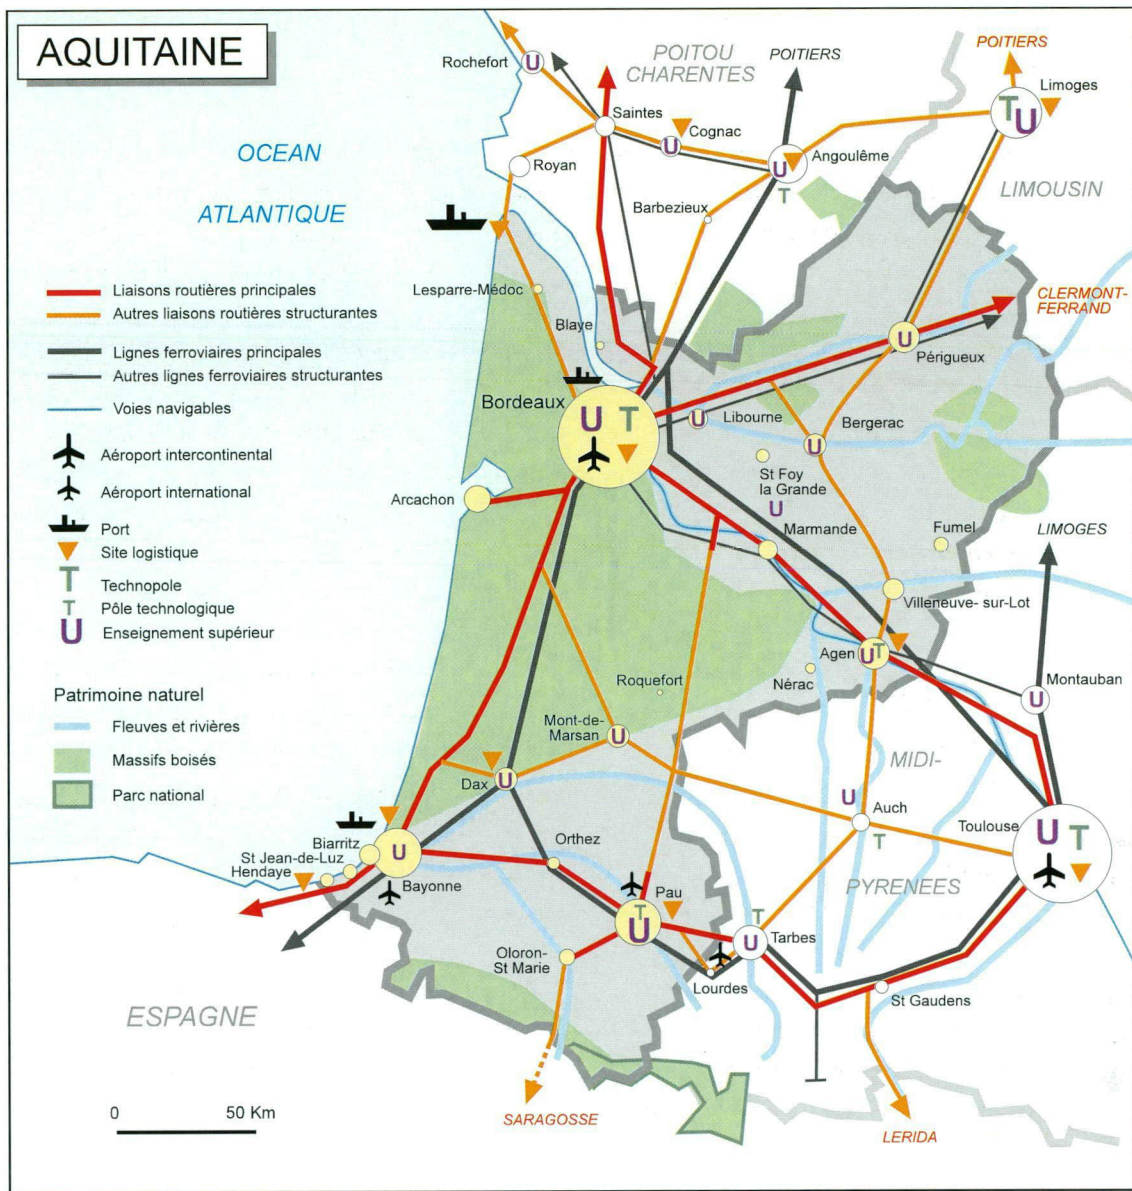 AQUITAINE
POITOU
CHARENTES
POITIERS
POITIERS
Rochefort
U
Limoges
T
U
Saintes
Cognac
U
OCEAN
ATLANTIQUE
Royan
Angoulême
U
T
LIMOUSIN
Barbezieux
Liaisons routières principales
Autres liaisons routières structurantes
Lignes ferroviaires principales
Autres lignes ferroviaires structurantes
Voies navigables
Aéroport intercontinental
Aéroport international
Port
Site logistique
T
Technopole
T
Pôle technologique
U
Enseignement supérieur
Patrimoine naturel
Fleuves et rivières
Massifs boisés
Parc national
Lesparre-Médoc
Blaye
CLERMONT-
FERRAND
U
Périgueux
Bordeaux
U T
U
Libourne
U
Bergerac
St Foy
la Grande
U
Arcachon
Marmande
Fumel
LIMOGES
Villeneuve- sur-Lot
Agen
U
T
Nérac
Roquefort
U
Montauban
Mont-de-
Marsan
U
MIDI-
Dax
U
U
Auch
T
Toulouse
U T
Orthez
Biarritz
St Jean-de-Luz
Hendaye
U
Bayonne
PYRENEES
Pau
T
U
T
U
Tarbes
Oloron-
St Marie
Lourdes
St Gaudens
ESPAGNE
SARAGOSSE
LERIDA
0 50 Km